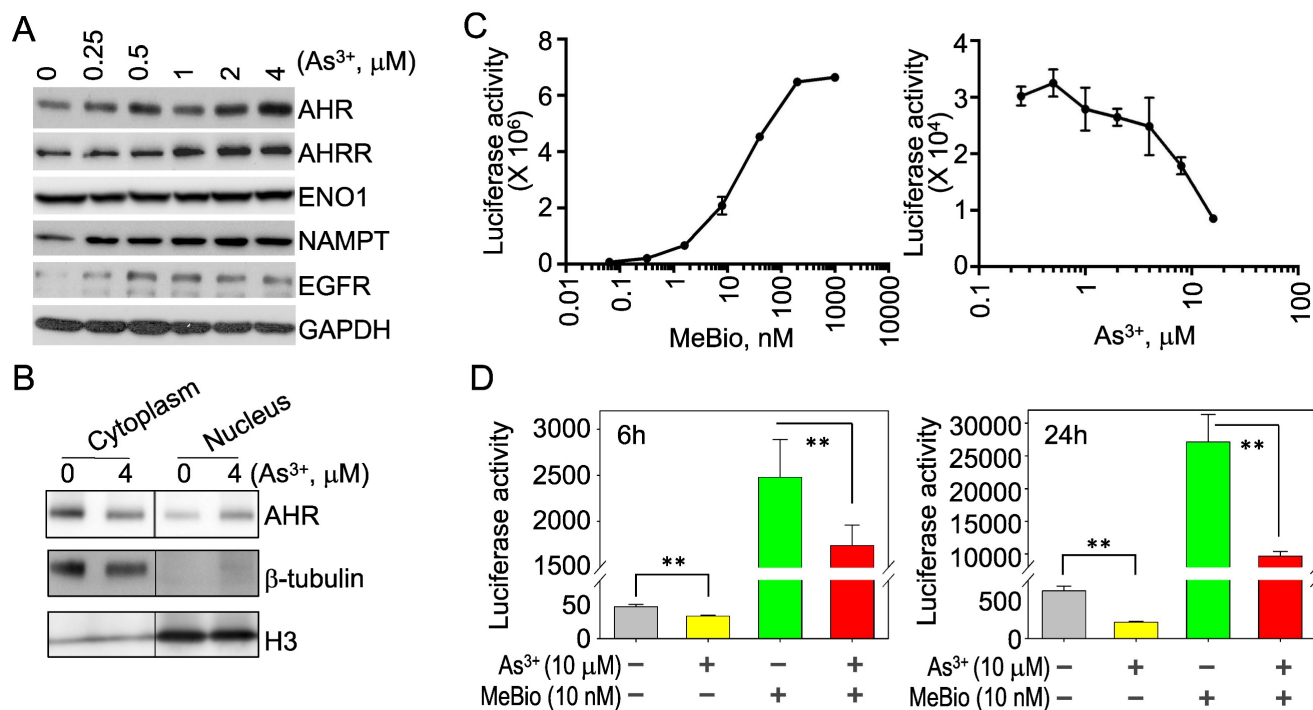 A
0 0.25 0.5 1 2 4 (As³⁺, μM)
AHR
AHRR
ENO1
NAMPT
EGFR
GAPDH
B
Cytoplasm Nucleus
0 4 0 4 (As³⁺, μM)
AHR
β-tubulin
H3
C
Luciferase activity
(X 10⁶)
8
6
4
2
0
0.01 0.1 1 10 100 1000 10000
MeBio, nM
Luciferase activity
(X 10⁴)
4
3
2
1
0
0.1 1 10 100
As³⁺, μM
D
Luciferase activity
6h
3000
2500
2000
1500
50
0
**
**
As³⁺ (10 μM) − + − +
MeBio (10 nM) − − + +
Luciferase activity
24h
30000
25000
20000
15000
10000
500
0
**
**
As³⁺ (10 μM) − + − +
MeBio (10 nM) − − + +